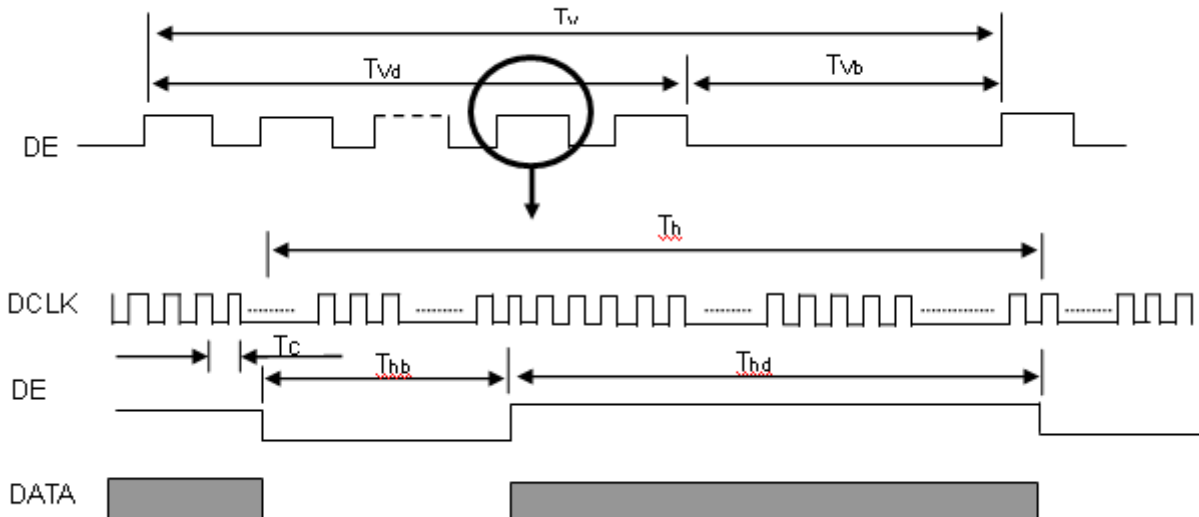 Tv
Tvd
Tvb
DE
Th
DCLK
Tc
Thb
Thd
DE
DATA